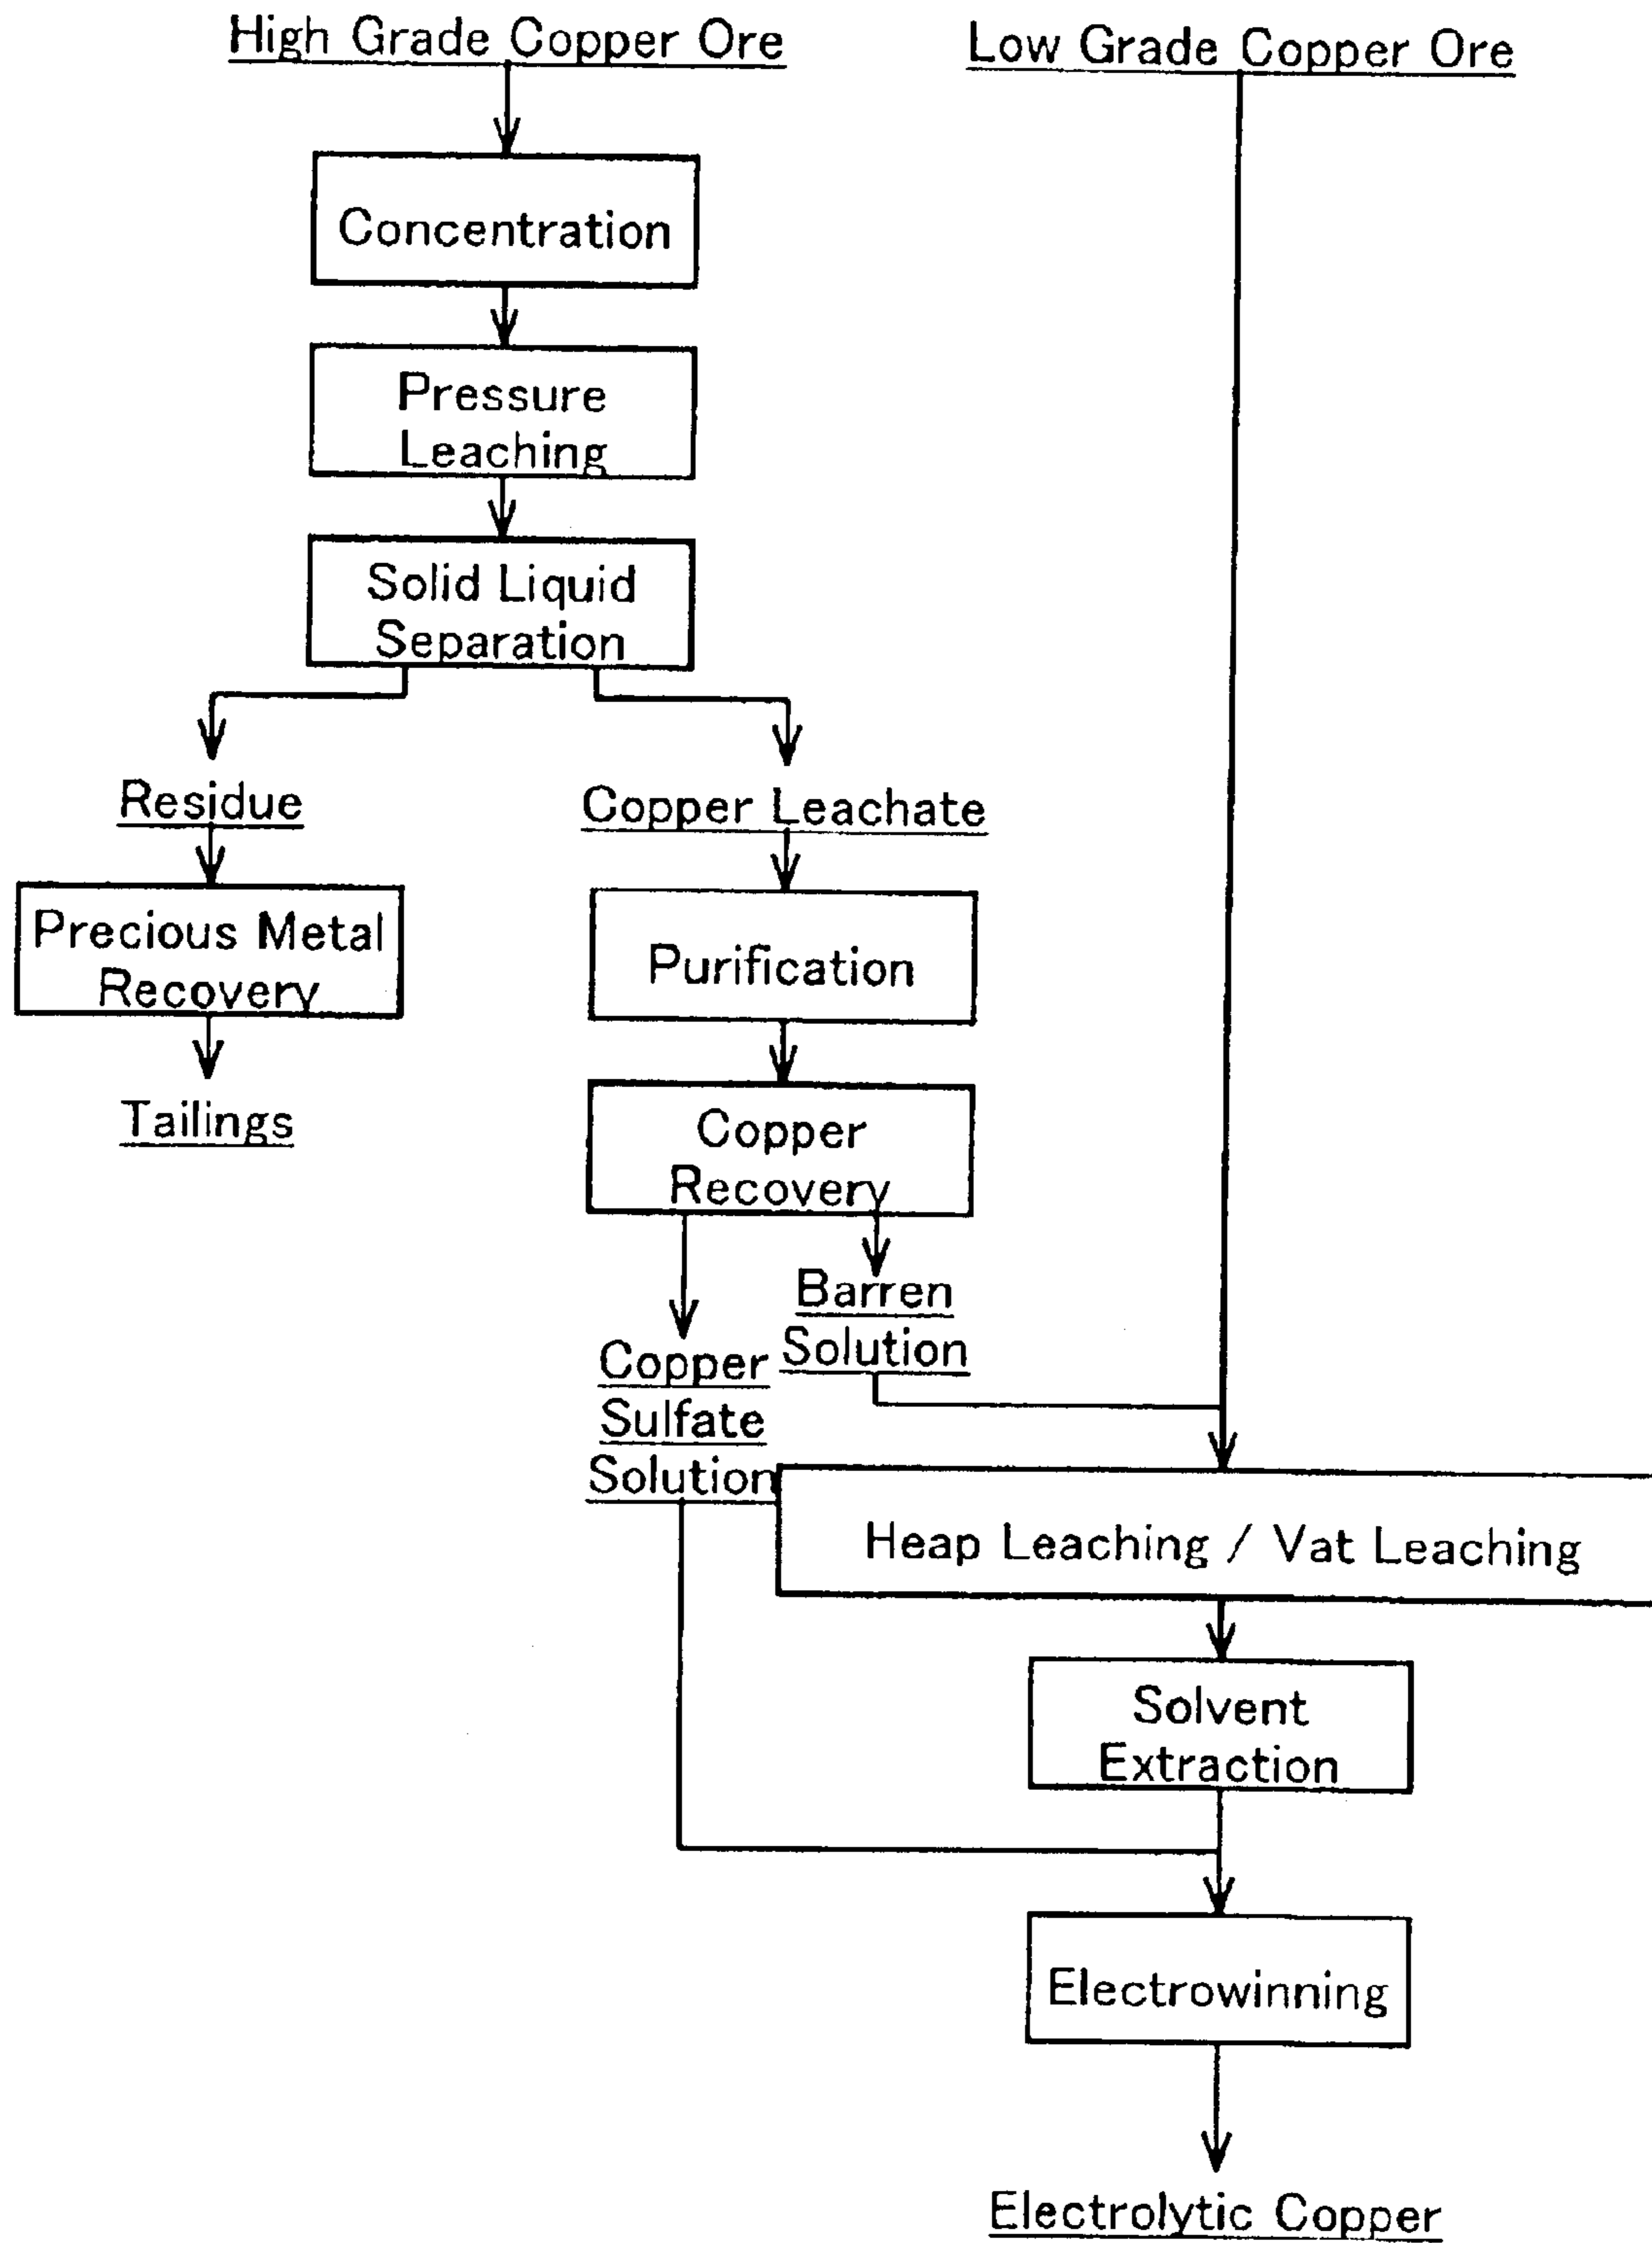 High Grade Copper Ore
Low Grade Copper Ore
Concentration
Pressure
Leaching
Solid Liquid
Separation
Residue
Copper Leachate
Precious Metal
Recovery
Purification
Tailings
Copper
Recovery
Barren
Solution
Copper
Sulfate
Solution
Heap Leaching / Vat Leaching
Solvent
Extraction
Electrowinning
Electrolytic Copper